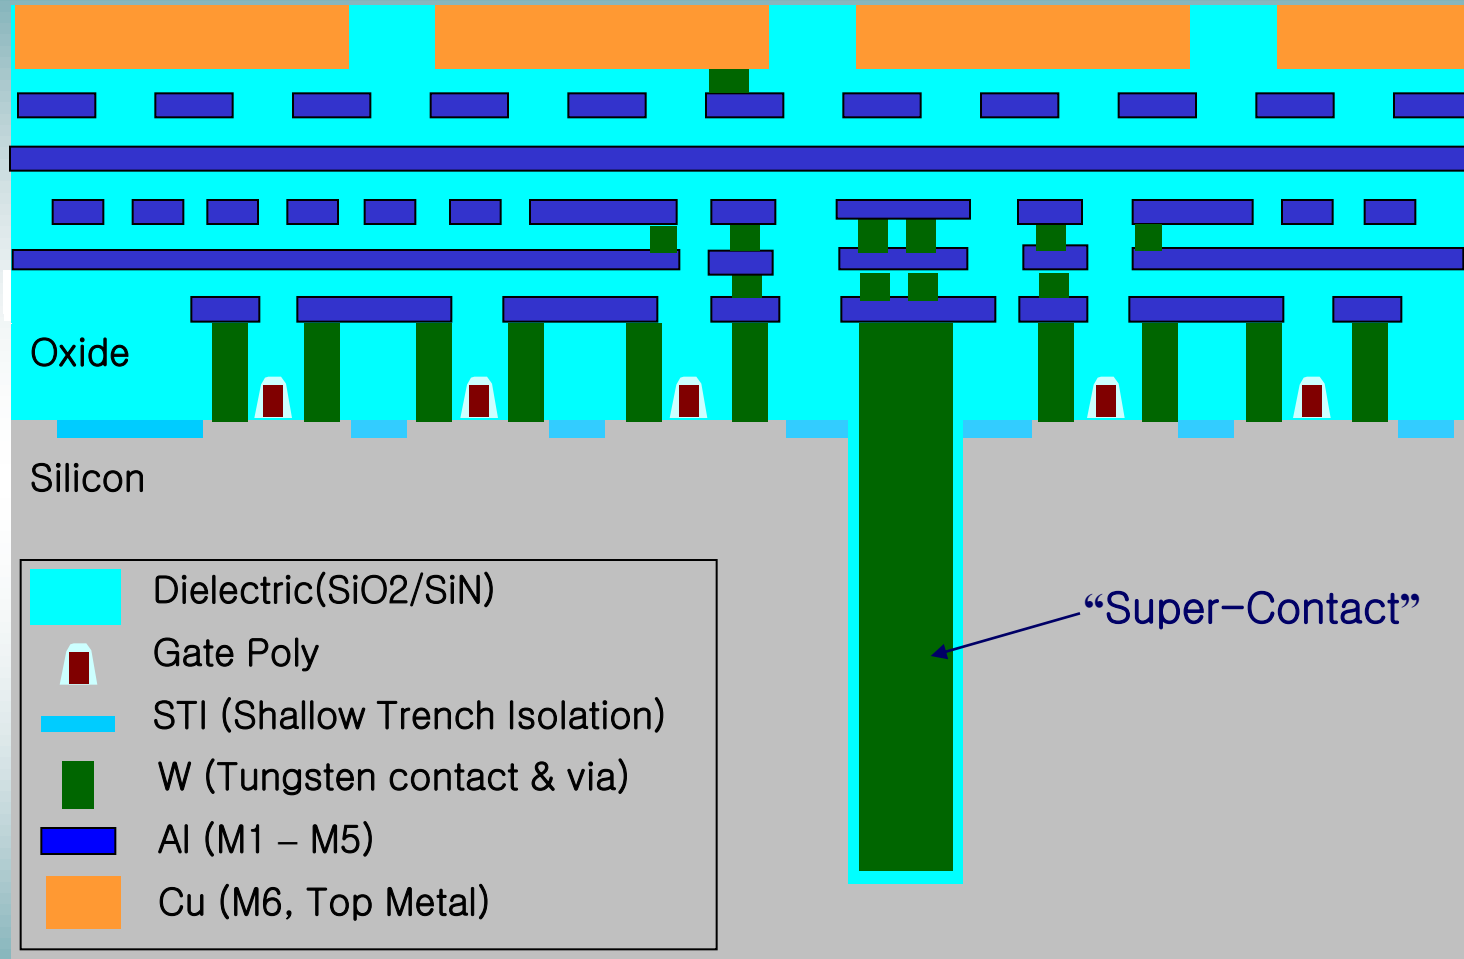 Oxide
Silicon
Dielectric(SiO2/SiN)
Gate Poly
STI (Shallow Trench Isolation)
W (Tungsten contact & via)
Al (M1 – M5)
Cu (M6, Top Metal)
“Super-Contact”